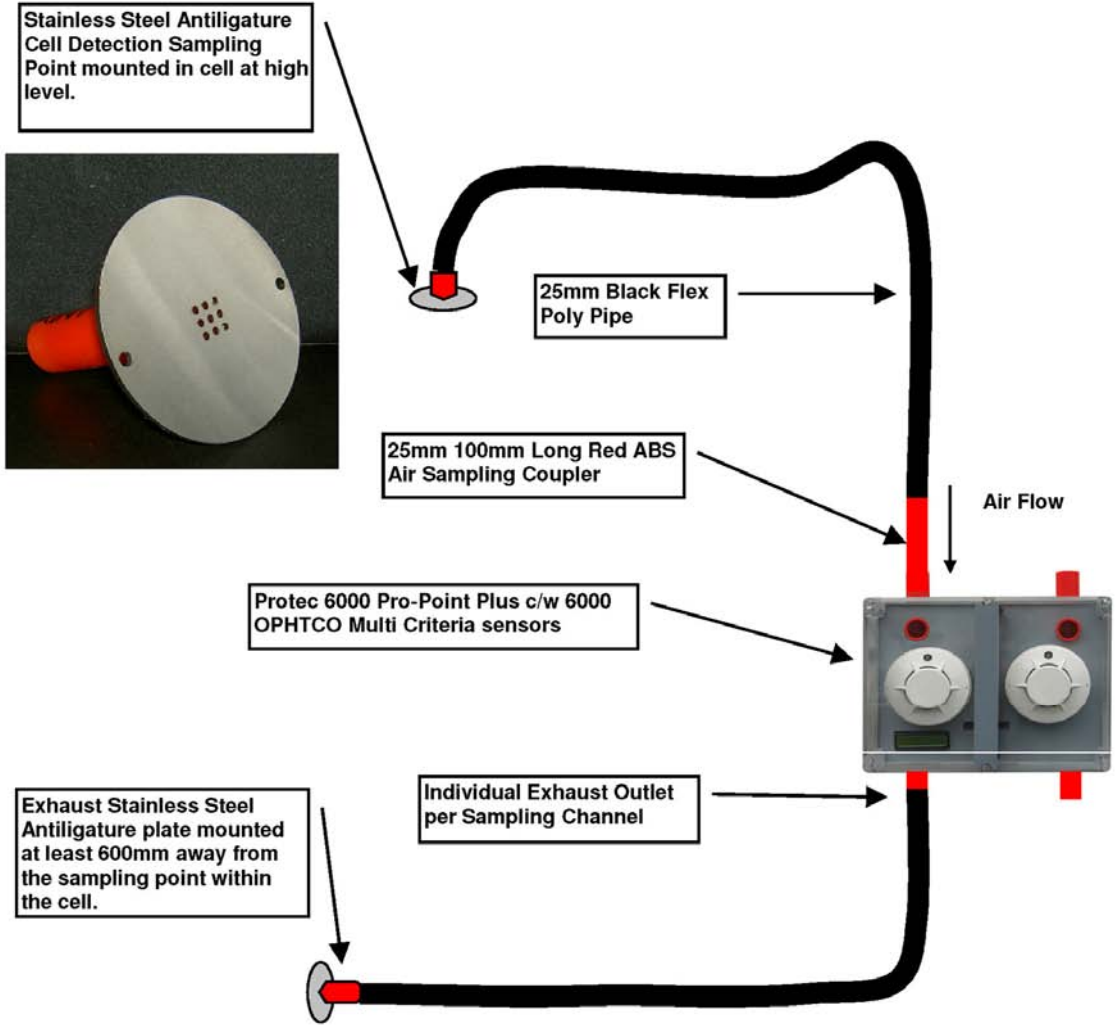 Stainless Steel Antiligature
Cell Detection Sampling
Point mounted in cell at high
level.
25mm Black Flex
Poly Pipe
25mm 100mm Long Red ABS
Air Sampling Coupler
Air Flow
Protec 6000 Pro-Point Plus c/w 6000
OPHTCO Multi Criteria sensors
Individual Exhaust Outlet
per Sampling Channel
Exhaust Stainless Steel
Antiligature plate mounted
at least 600mm away from
the sampling point within
the cell.